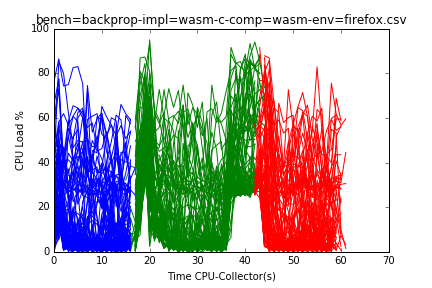 bench=backprop-impl=wasm-c-comp=wasm-env=firefox.csv
100
80
60
40
20
0
CPU Load %
0 10 20 30 40 50 60 70
Time CPU-Collector(s)